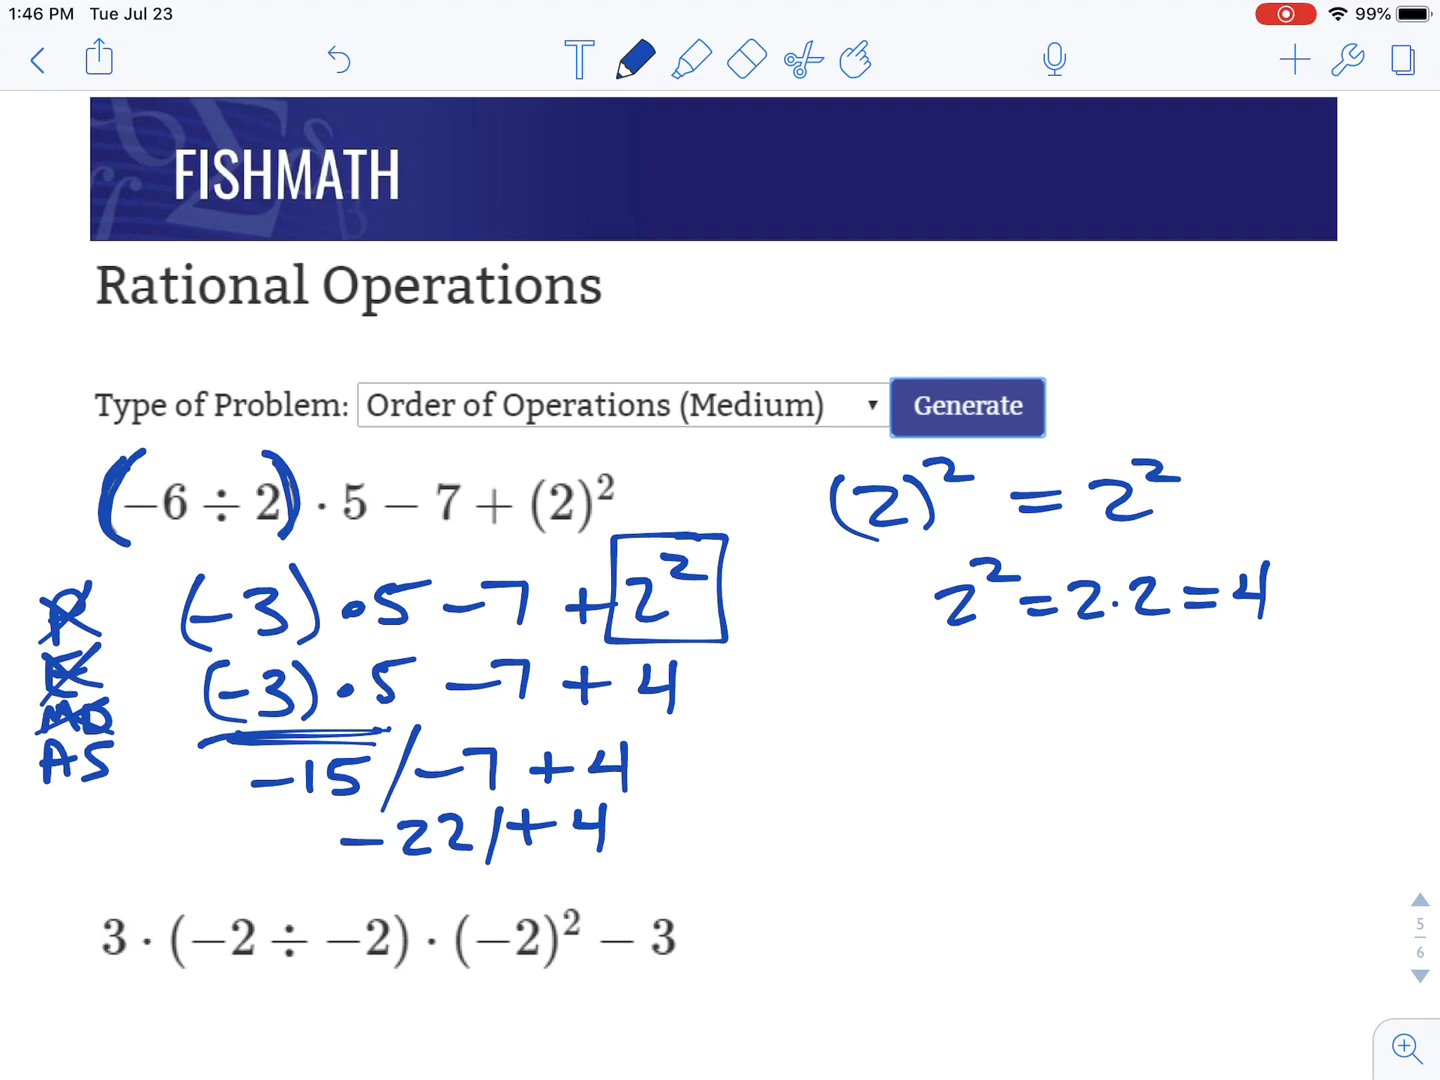 1:46 PM Tue Jul 23 99%
T
FISHMATH
Rational Operations
Type of Problem: Order of Operations (Medium) Generate
(−6 ÷ 2) · 5 − 7 + (2)²
(2)² = 2²
(−3) · 5 − 7 + 2²
2² = 2 · 2 = 4
P
E
MD
AS
(−3) · 5 − 7 + 4
−15 / −7 + 4
−22 / + 4
3 · (−2 ÷ −2) · (−2)² − 3
5
6